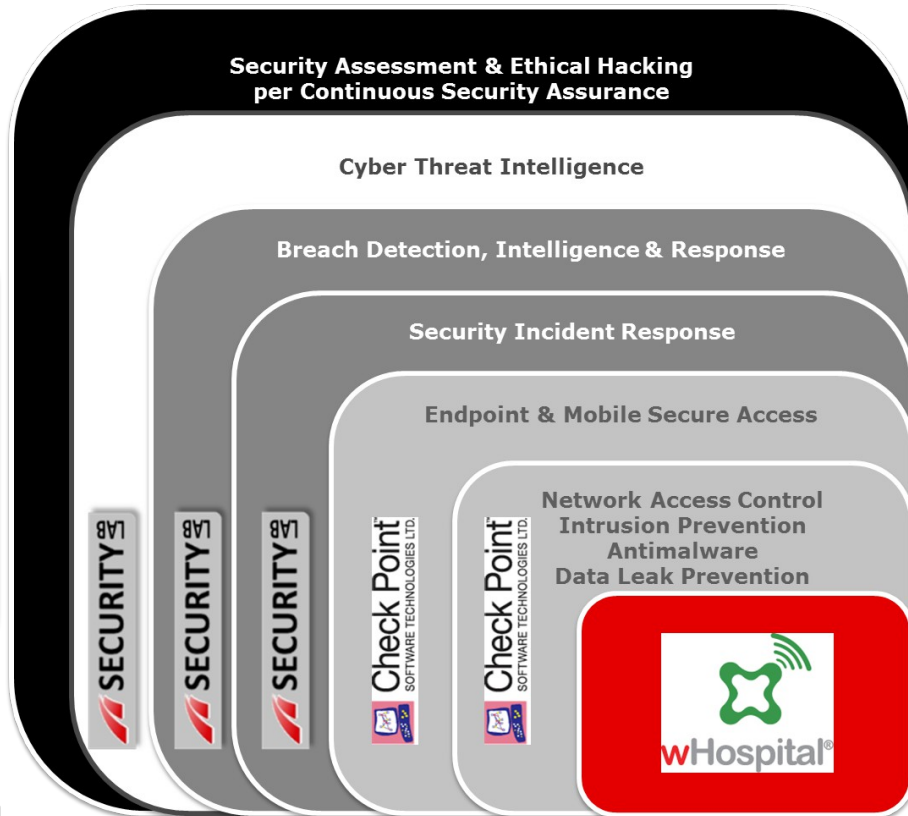 Security Assessment & Ethical Hacking
per Continuous Security Assurance
Cyber Threat Intelligence
Breach Detection, Intelligence & Response
Security Incident Response
Endpoint & Mobile Secure Access
Network Access Control
Intrusion Prevention
Antimalware
Data Leak Prevention
SECURITY LAB
SECURITY LAB
SECURITY LAB
Check Point™
SOFTWARE TECHNOLOGIES LTD.
Check Point™
SOFTWARE TECHNOLOGIES LTD.
wHospital®